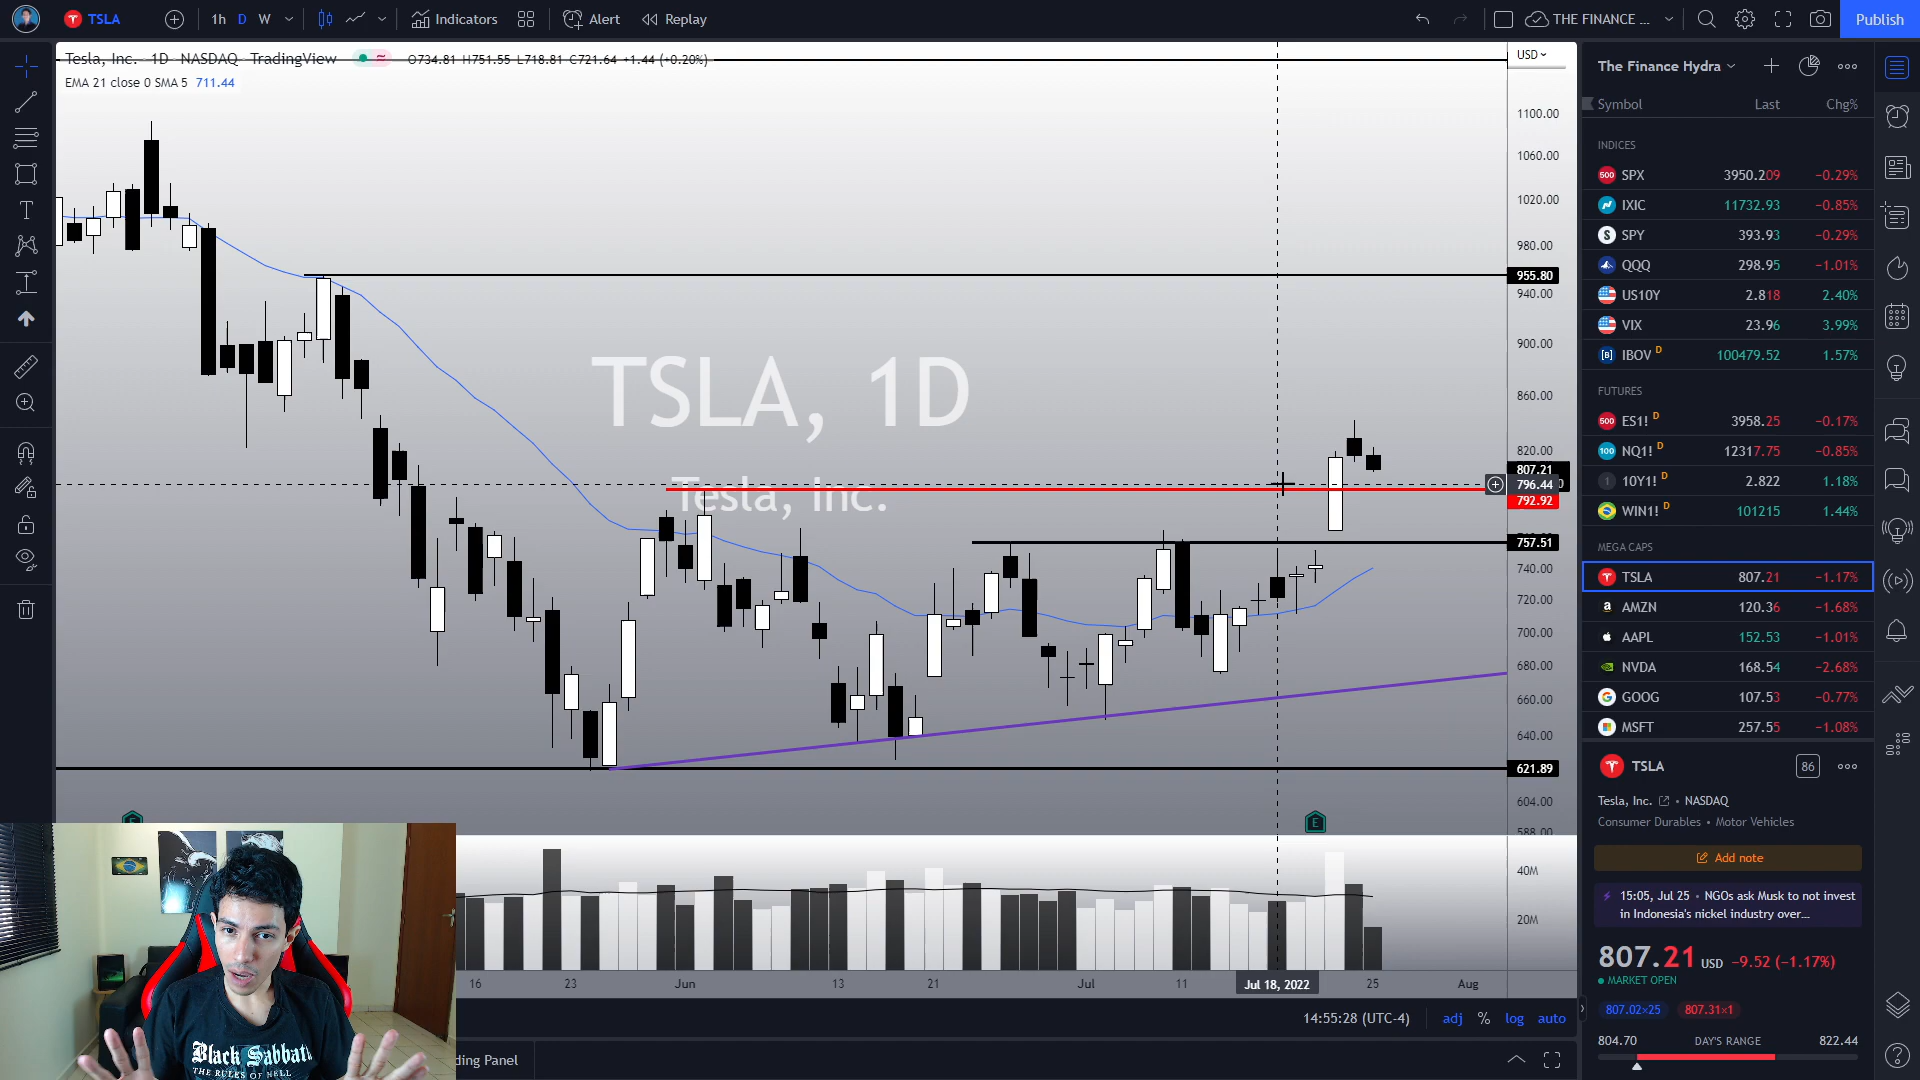 TSLA
1h D W
Indicators
Alert
Replay
THE FINANCE ...
Publish
Tesla, Inc. · 1D · NASDAQ · TradingView
O734.81 H751.55 L718.81 C721.64 +1.44 (+0.20%)
USD
EMA 21 close 0 SMA 5 711.44
TSLA, 1D
Tesla, Inc.
1100.00
1060.00
1020.00
980.00
955.80
940.00
900.00
860.00
820.00
807.21
796.44
792.92
757.51
740.00
720.00
700.00
680.00
660.00
640.00
621.89
604.00
588.00
E
40M
20M
16 23 Jun 13 21 Jul 11 Jul 18, 2022 25 Aug
14:55:28 (UTC-4)
adj % log auto
ding Panel
Black Sabbath
THE RULES OF HELL
The Finance Hydra
Symbol Last Chg%
INDICES
SPX 3950.209 −0.29%
IXIC 11732.93 −0.85%
SPY 393.93 −0.29%
QQQ 298.95 −1.01%
US10Y 2.818 2.40%
VIX 23.96 3.99%
IBOV D 100479.52 1.57%
FUTURES
ES1! D 3958.25 −0.17%
NQ1! D 12317.75 −0.85%
10Y1! D 2.822 1.18%
WIN1! D 101215 1.44%
MEGA CAPS
TSLA 807.21 −1.17%
AMZN 120.36 −1.68%
AAPL 152.53 −1.01%
NVDA 168.54 −2.68%
GOOG 107.53 −0.77%
MSFT 257.55 −1.08%
TSLA
86
Tesla, Inc. • NASDAQ
Consumer Durables • Motor Vehicles
Add note
15:05, Jul 25 • NGOs ask Musk to not invest
in Indonesia's nickel industry over...
807.21 USD −9.52 (−1.17%)
MARKET OPEN
807.02×25 807.31×1
804.70 DAY'S RANGE 822.44